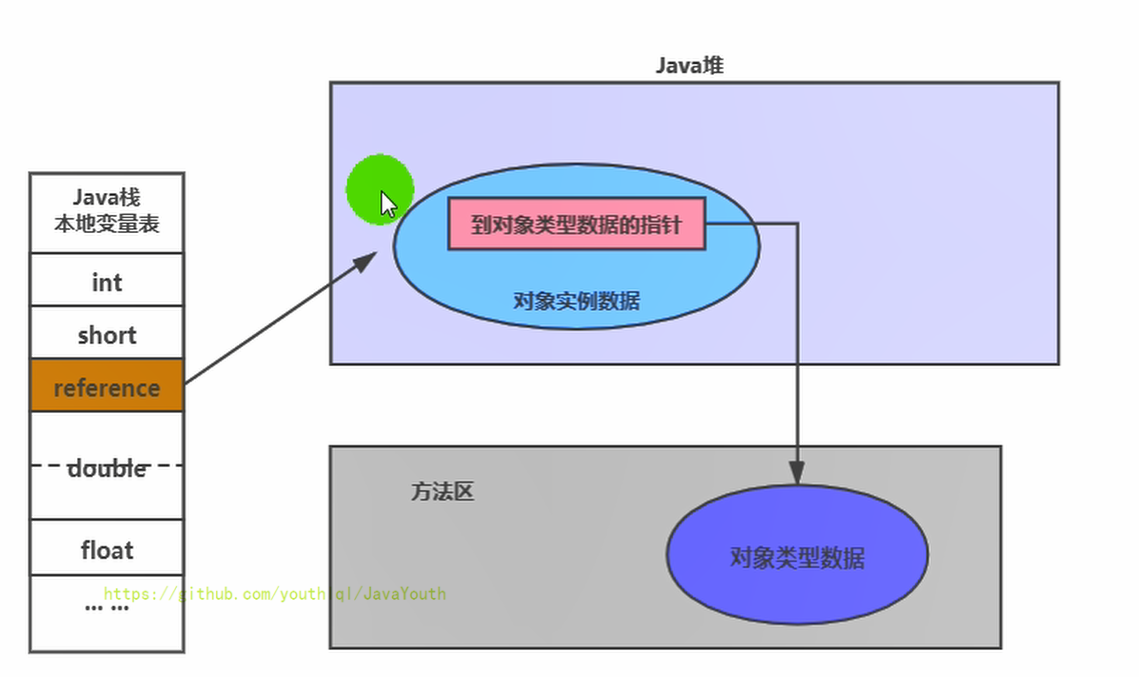 Java堆
Java栈
本地变量表
int
short
reference
double
float
... ...
到对象类型数据的指针
对象实例数据
方法区
对象类型数据
https://github.com/youthlql/JavaYouth